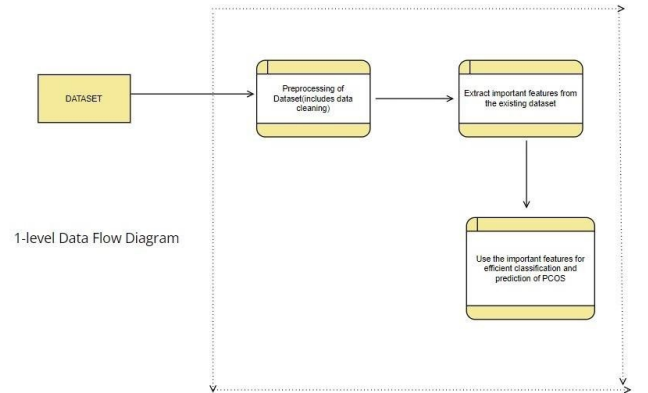 DATASET
Preprocessing of
Dataset(includes data
cleaning)
Extract important features from
the existing dataset
1-level Data Flow Diagram
Use the important features for
efficient classification and
prediction of PCOS